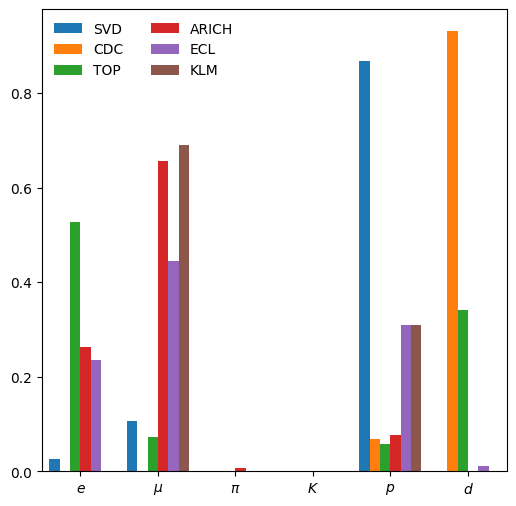 SVD ARICH
CDC ECL
TOP KLM
0.8
0.6
0.4
0.2
0.0
e μ π K p d